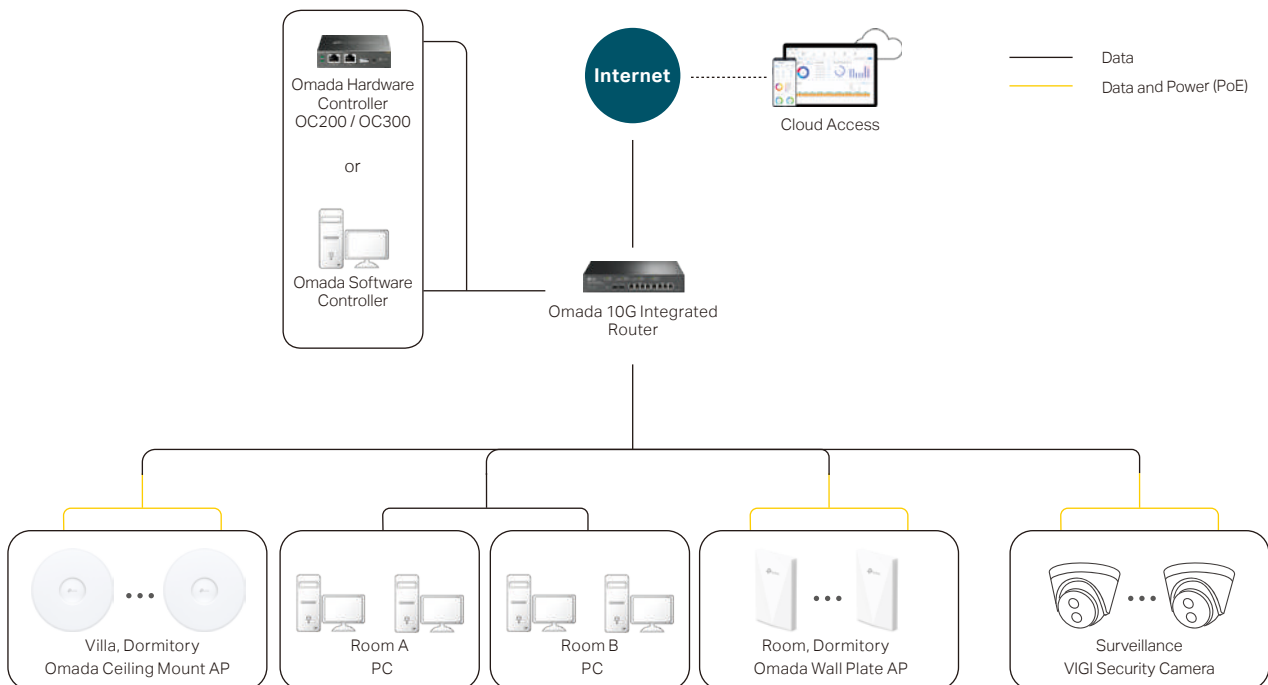 Omada Hardware
Controller
OC200 / OC300
or
Omada Software
Controller
Internet
Cloud Access
Data
Data and Power (PoE)
Omada 10G Integrated
Router
Villa, Dormitory
Omada Ceiling Mount AP
Room A
PC
Room B
PC
Room, Dormitory
Omada Wall Plate AP
Surveillance
VIGI Security Camera